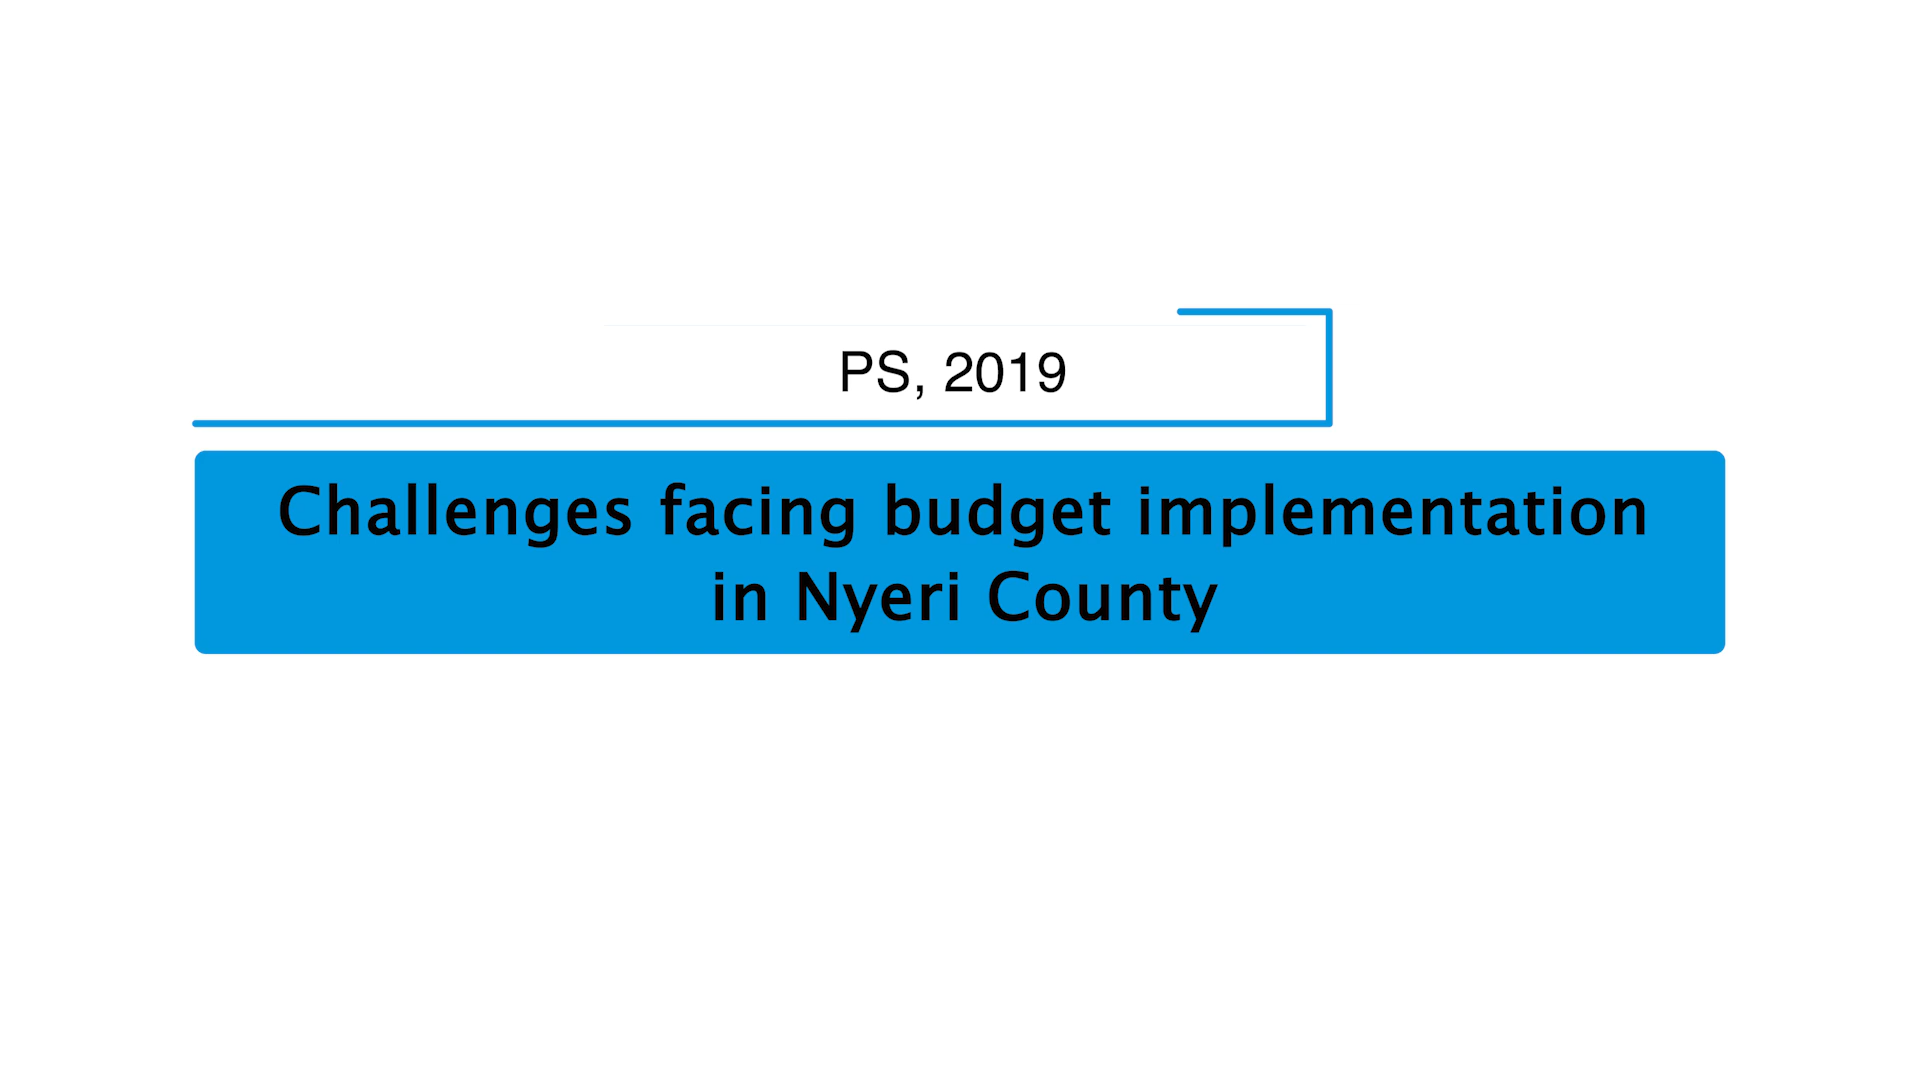 PS, 2019
Challenges facing budget implementation
in Nyeri County